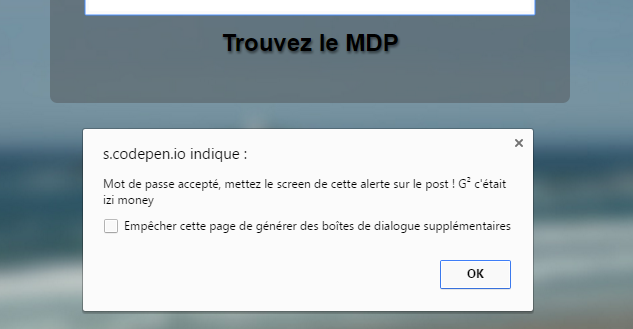 Trouvez le MDP
s.codepen.io indique :
Mot de passe accepté, mettez le screen de cette alerte sur le post ! G² c'était
izi money
Empêcher cette page de générer des boîtes de dialogue supplémentaires
OK